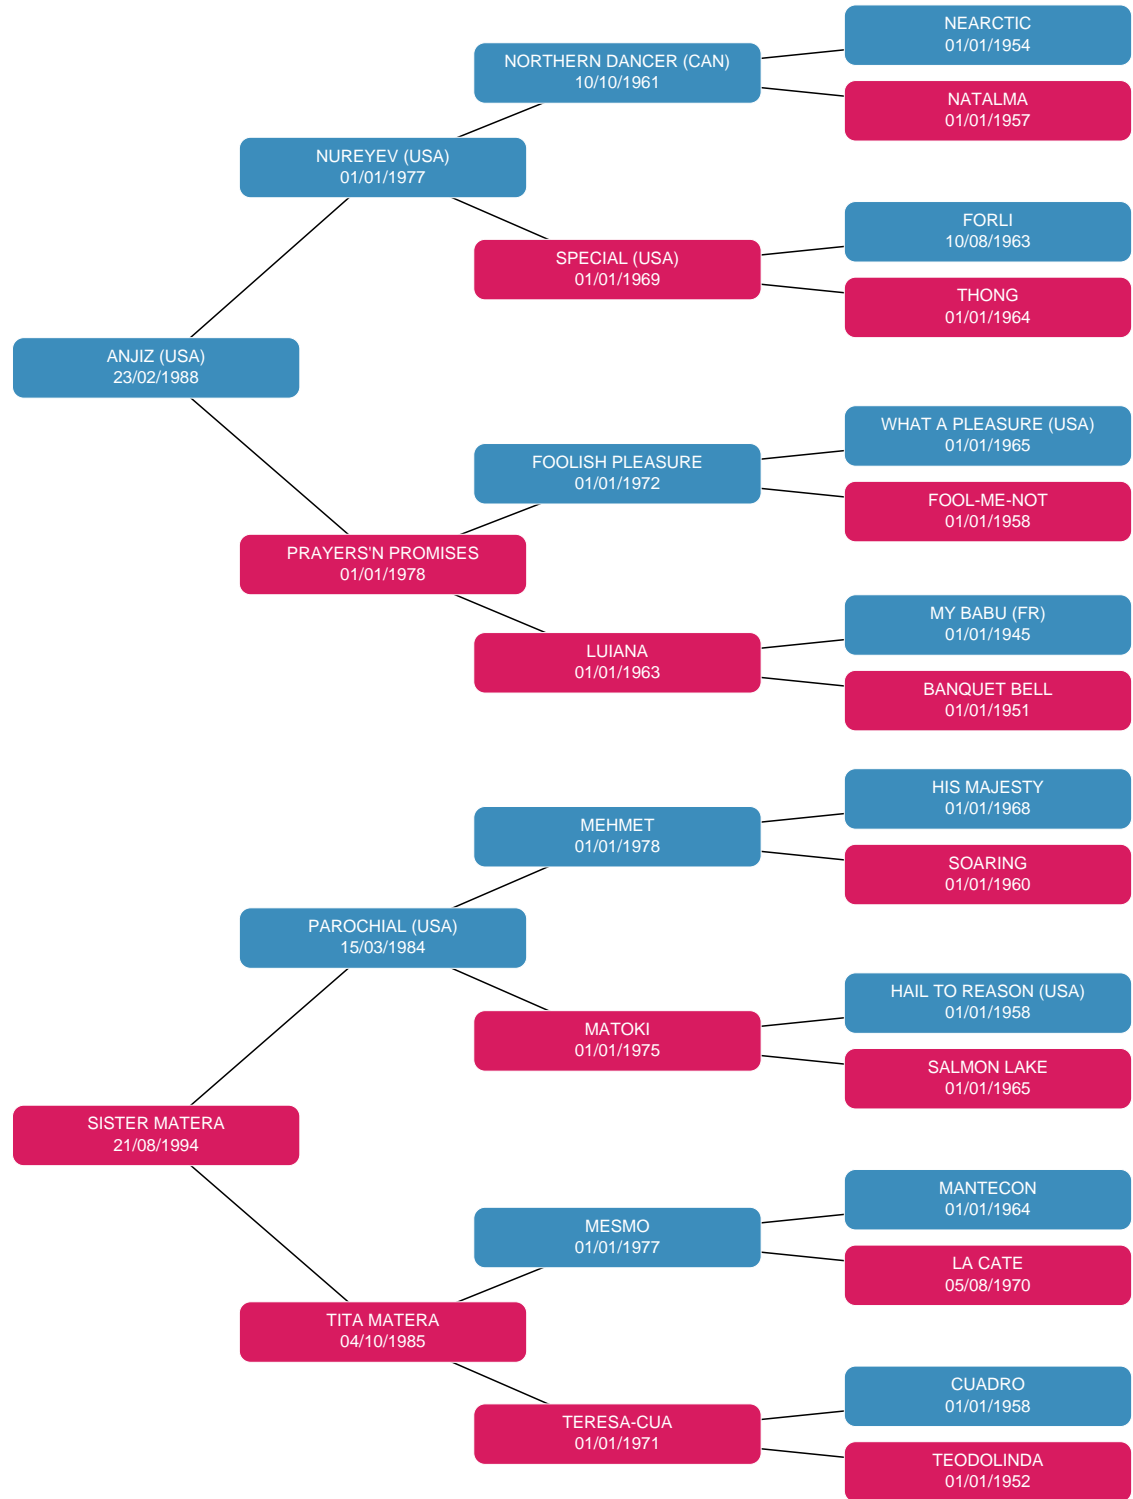 NEARCTIC
01/01/1954
NORTHERN DANCER (CAN)
10/10/1961
NATALMA
01/01/1957
NUREYEV (USA)
01/01/1977
FORLI
10/08/1963
SPECIAL (USA)
01/01/1969
THONG
01/01/1964
ANJIZ (USA)
23/02/1988
WHAT A PLEASURE (USA)
01/01/1965
FOOLISH PLEASURE
01/01/1972
FOOL-ME-NOT
01/01/1958
PRAYERS'N PROMISES
01/01/1978
MY BABU (FR)
01/01/1945
LUIANA
01/01/1963
BANQUET BELL
01/01/1951
HIS MAJESTY
01/01/1968
MEHMET
01/01/1978
SOARING
01/01/1960
PAROCHIAL (USA)
15/03/1984
HAIL TO REASON (USA)
01/01/1958
MATOKI
01/01/1975
SALMON LAKE
01/01/1965
SISTER MATERA
21/08/1994
MANTECON
01/01/1964
MESMO
01/01/1977
LA CATE
05/08/1970
TITA MATERA
04/10/1985
CUADRO
01/01/1958
TERESA-CUA
01/01/1971
TEODOLINDA
01/01/1952